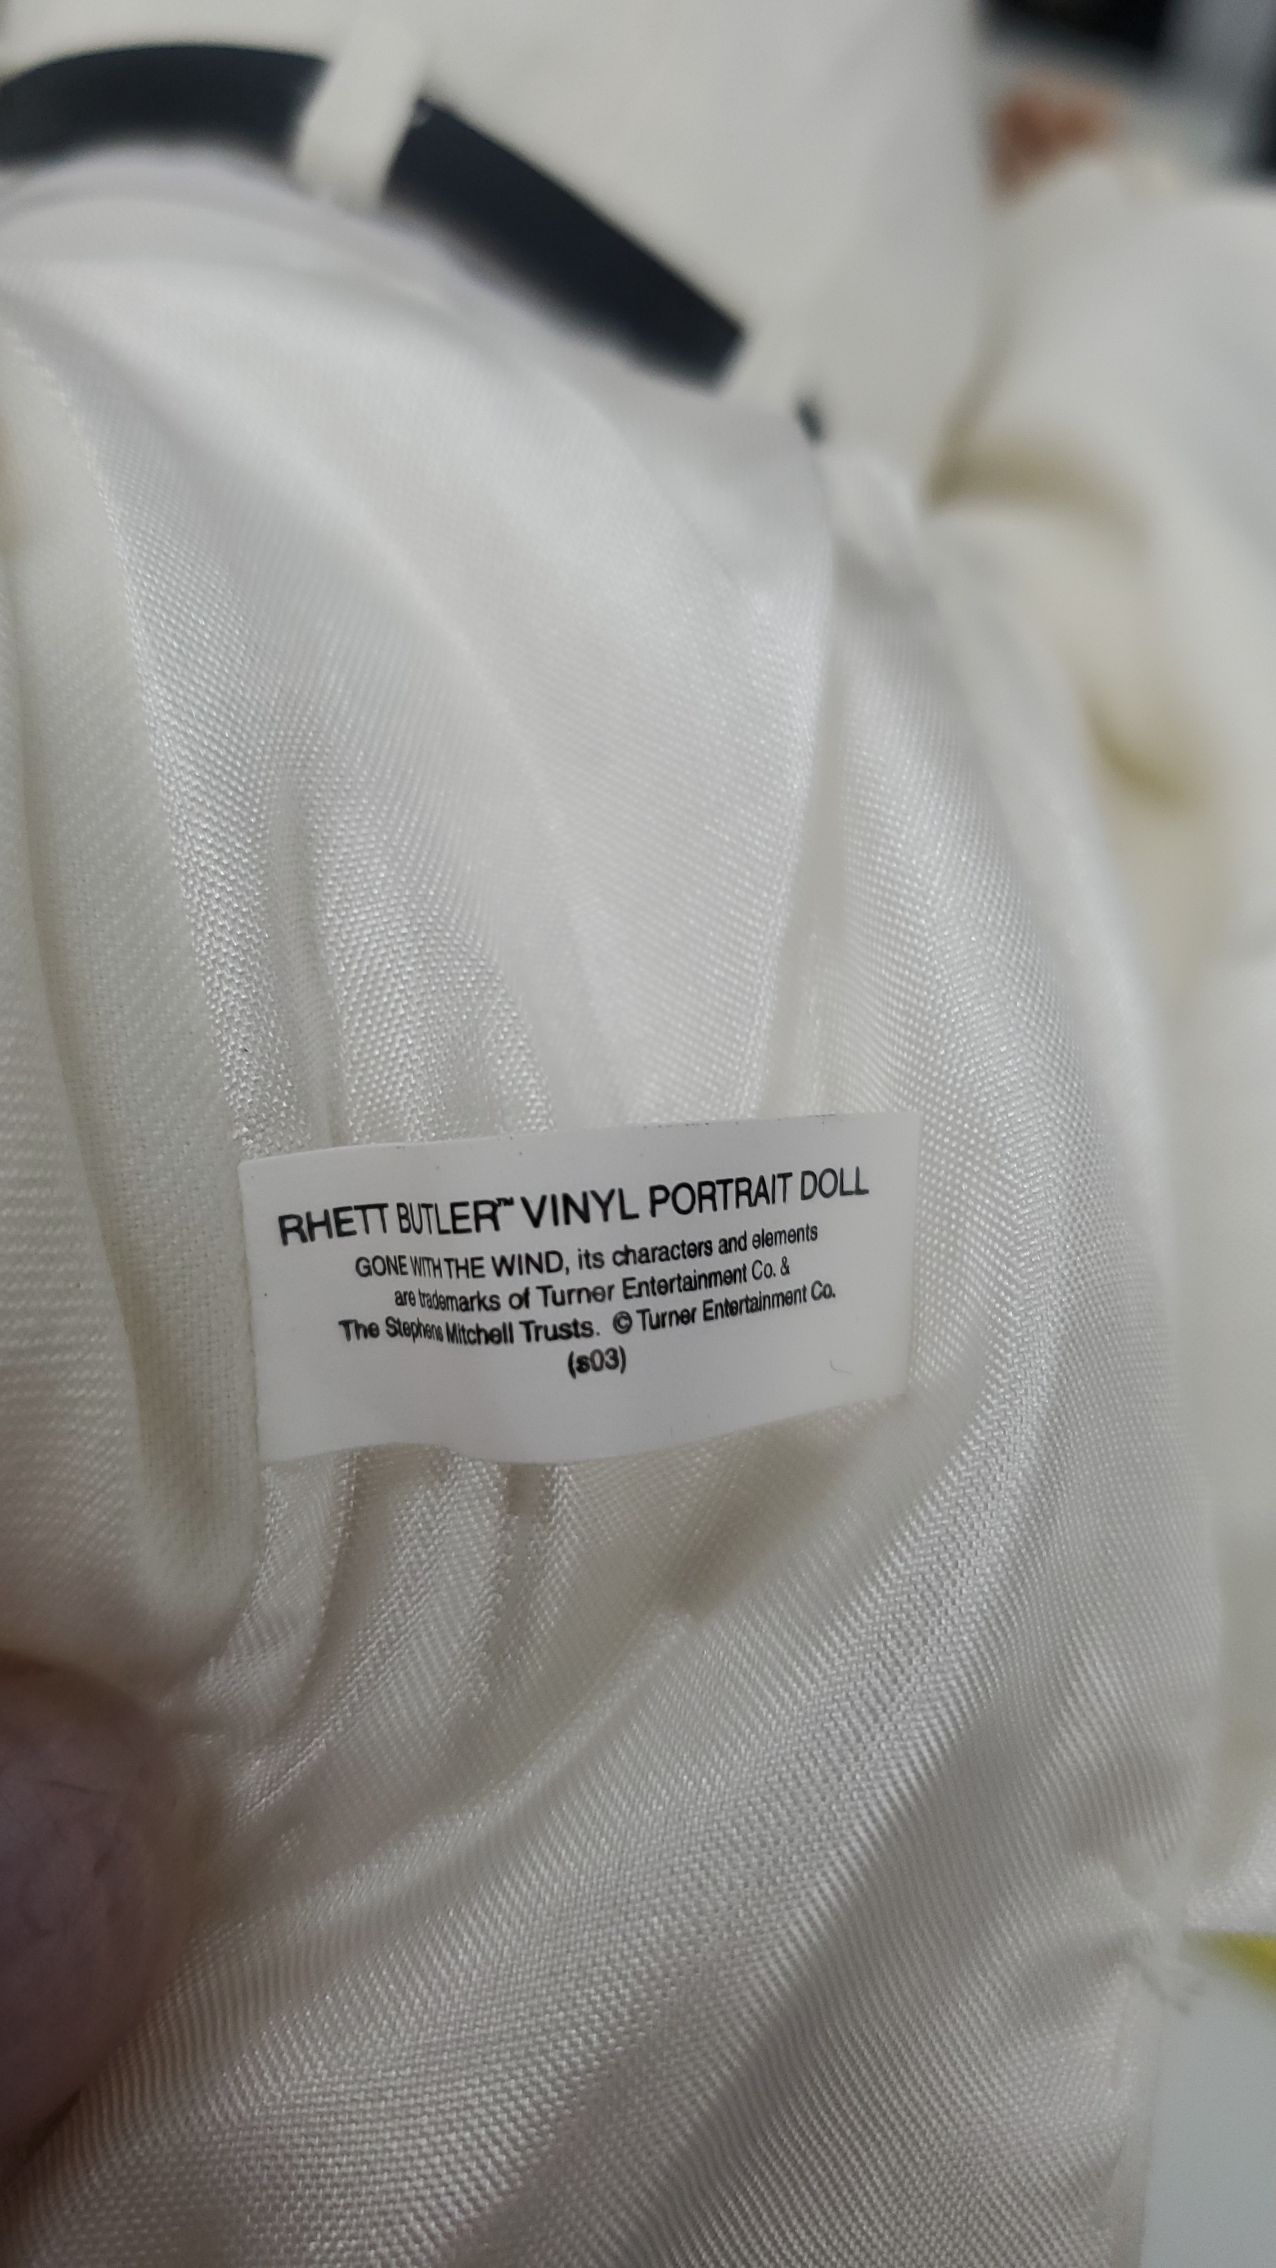 RHETT BUTLER™ VINYL PORTRAIT DOLL
GONE WITH THE WIND, its characters and elements
are trademarks of Turner Entertainment Co. &
The Stephens Mitchell Trusts. © Turner Entertainment Co.
(s03)